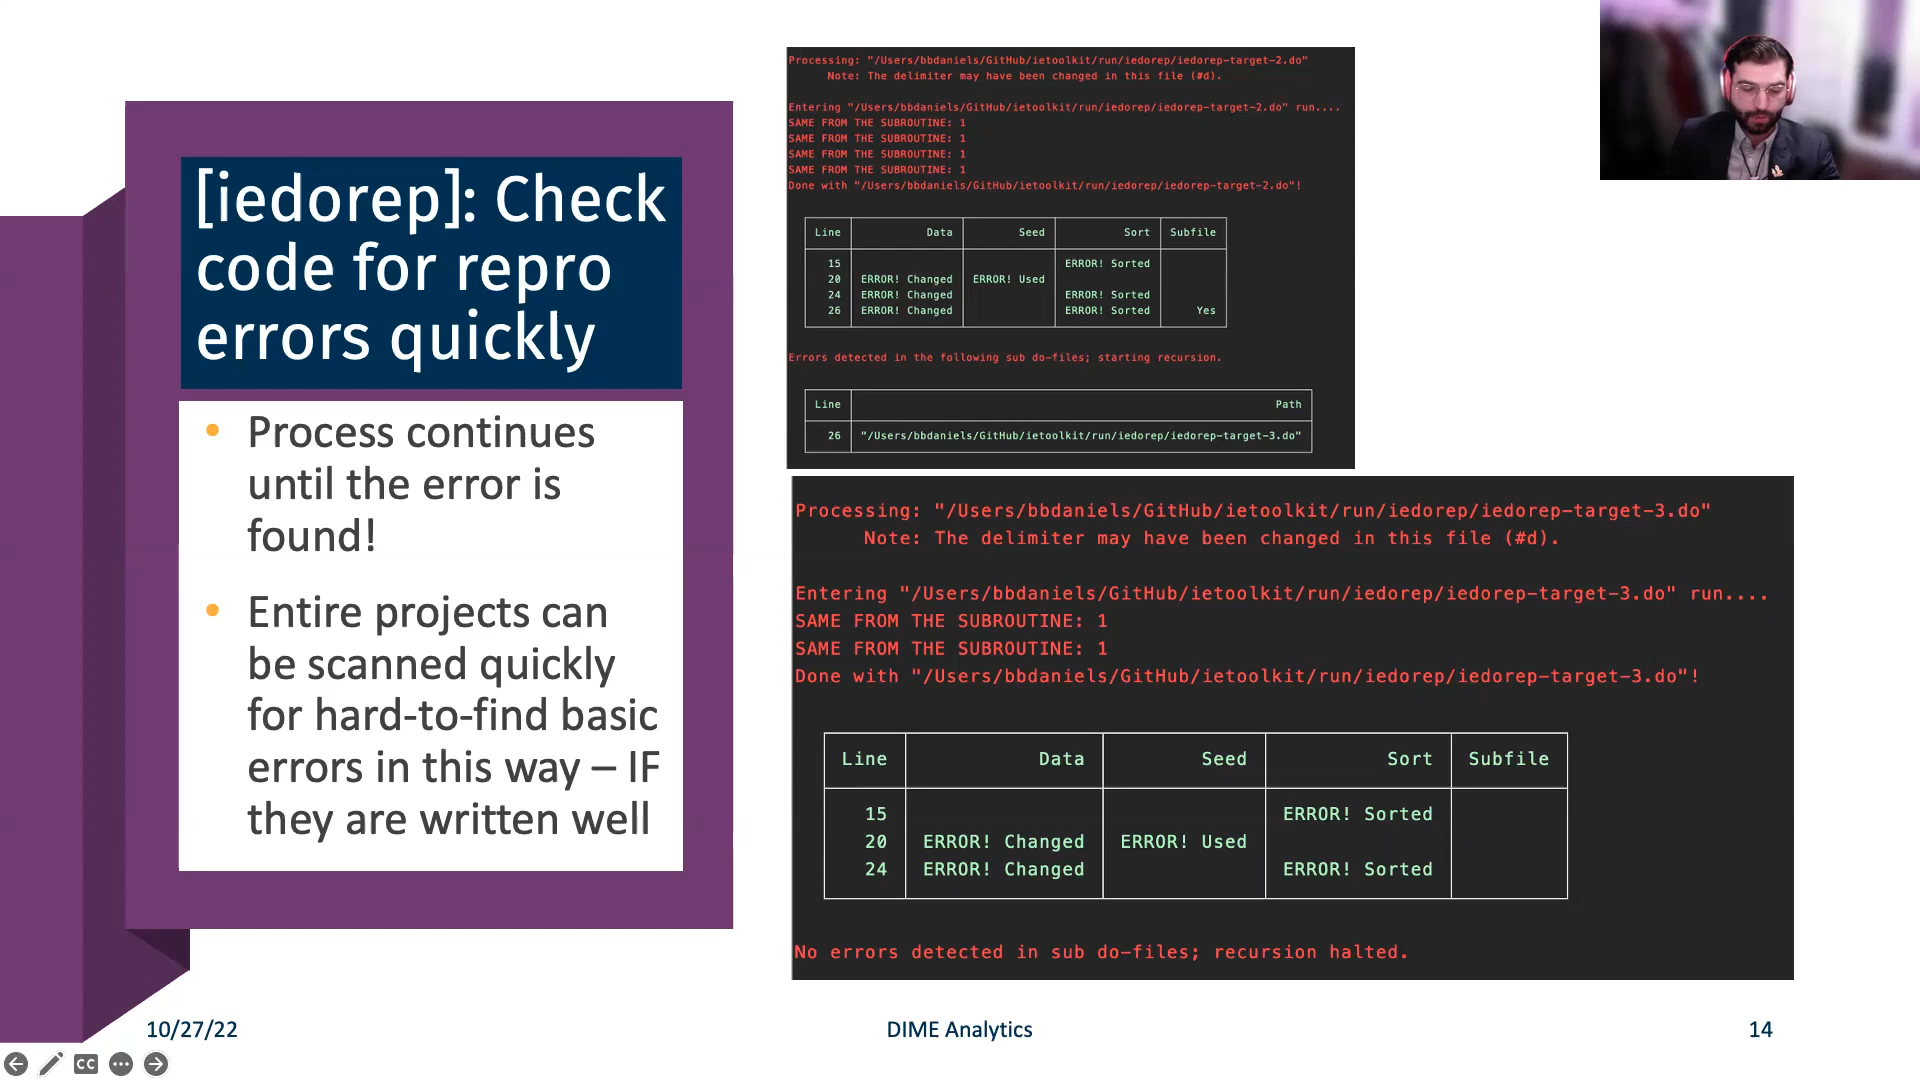 [iedorep]: Check
code for repro
errors quickly
• Process continues
until the error is
found!
• Entire projects can
be scanned quickly
for hard-to-find basic
errors in this way – IF
they are written well
Processing: "/Users/bbdaniels/GitHub/ietoolkit/run/iedorep/iedorep-target-2.do"
Note: The delimiter may have been changed in this file (#d).
Entering "/Users/bbdaniels/GitHub/ietoolkit/run/iedorep/iedorep-target-2.do" run....
SAME FROM THE SUBROUTINE: 1
SAME FROM THE SUBROUTINE: 1
SAME FROM THE SUBROUTINE: 1
SAME FROM THE SUBROUTINE: 1
Done with "/Users/bbdaniels/GitHub/ietoolkit/run/iedorep/iedorep-target-2.do"!
Line Data Seed Sort Subfile
15 ERROR! Sorted
20 ERROR! Changed ERROR! Used
24 ERROR! Changed ERROR! Sorted
26 ERROR! Changed ERROR! Sorted Yes
Errors detected in the following sub do-files; starting recursion.
Line Path
26 "/Users/bbdaniels/GitHub/ietoolkit/run/iedorep/iedorep-target-3.do"
Processing: "/Users/bbdaniels/GitHub/ietoolkit/run/iedorep/iedorep-target-3.do"
Note: The delimiter may have been changed in this file (#d).
Entering "/Users/bbdaniels/GitHub/ietoolkit/run/iedorep/iedorep-target-3.do" run....
SAME FROM THE SUBROUTINE: 1
SAME FROM THE SUBROUTINE: 1
Done with "/Users/bbdaniels/GitHub/ietoolkit/run/iedorep/iedorep-target-3.do"!
Line Data Seed Sort Subfile
15 ERROR! Sorted
20 ERROR! Changed ERROR! Used
24 ERROR! Changed ERROR! Sorted
No errors detected in sub do-files; recursion halted.
10/27/22 DIME Analytics 14
CC